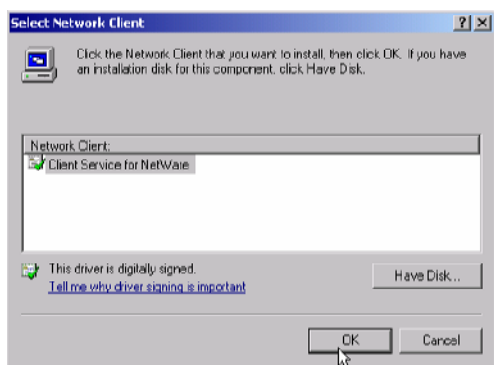 Select Network Client
Click the Network Client that you want to install, then click OK. If you have
an installation disk for this component, click Have Disk.
Network Client:
Client Service for NetWare
This driver is digitally signed.
Tell me why driver signing is important
Have Disk...
OK
Cancel